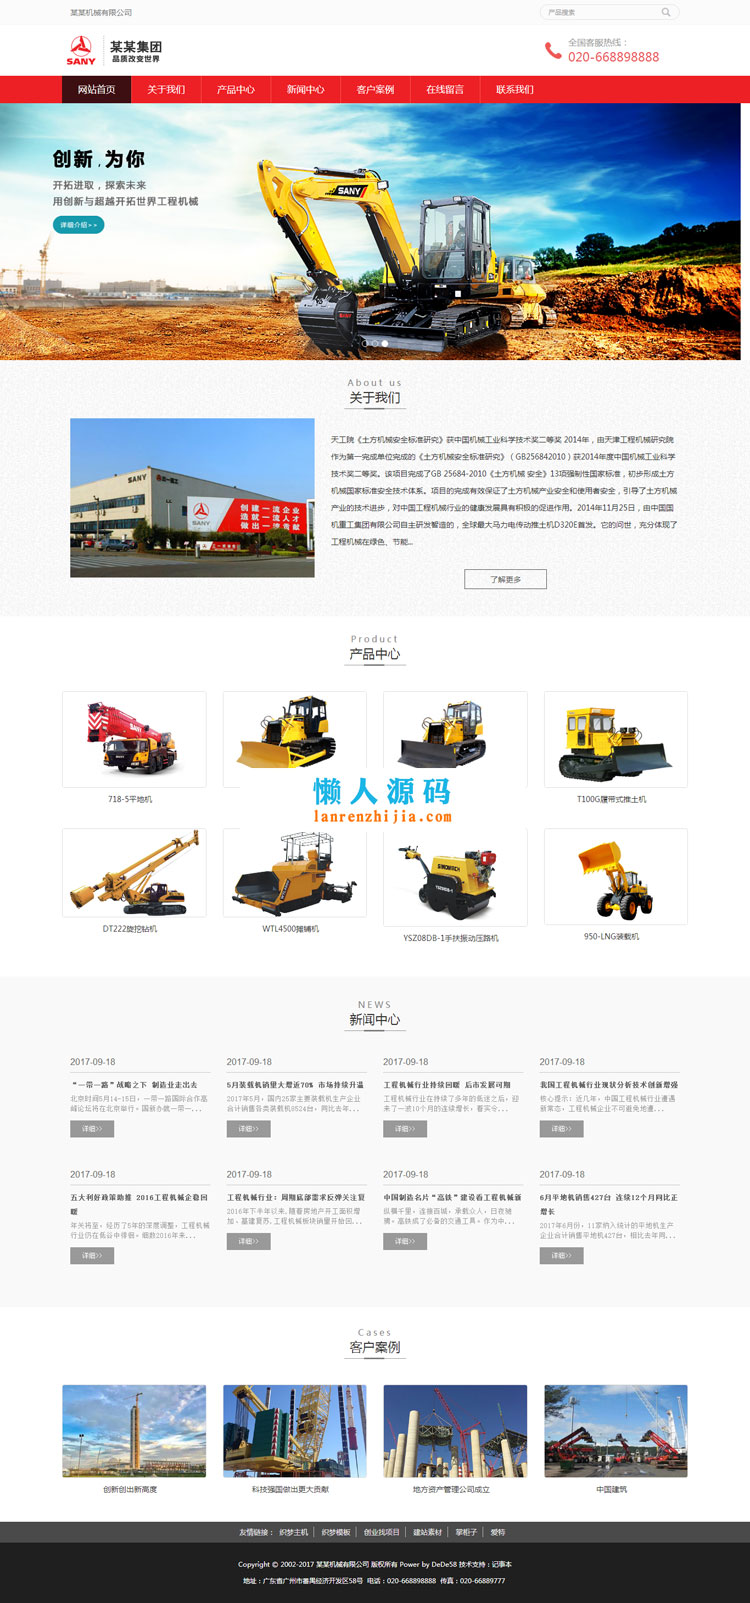 某某机械有限公司
产品搜索
SANY
某某集团
品质改变世界
全国客服热线：
020-668898888
网站首页 关于我们 产品中心 新闻中心 客户案例 在线留言 联系我们
创新，为你
开拓进取，探索未来
用创新与超越开拓世界工程机械
详细介绍>>
SANY
About us
关于我们
SANY
SANY
创建一流企业
造就一流人才
做出一流贡献
天工院《土方机械安全标准研究》获中国机械工业科学技术奖二等奖 2014年，由天津工程机械研究院
作为第一完成单位完成的《土方机械安全标准研究》（GB256842010）获2014年度中国机械工业科学
技术奖二等奖。该项目完成了GB 25684-2010《土方机械 安全》13项强制性国家标准，初步形成土方
机械国家标准安全技术体系。项目的完成有效保证了土方机械产业安全和使用者安全，引导了土方机械
产业的技术进步，对中国工程机械行业的健康发展具有积极的促进作用。2014年11月25日，由中国国
机重工集团有限公司自主研发智造的，全球最大马力电传动推土机D320E首发。它的问世，充分体现了
工程机械在绿色、节能...
了解更多
Product
产品中心
718-5平地机
T100G履带式推土机
懒人源码
lanrenzhijia.com
DT222旋挖钻机
WTL4500摊铺机
YSZ08DB-1手扶振动压路机
950-LNG装载机
NEWS
新闻中心
2017-09-18 2017-09-18 2017-09-18 2017-09-18
“一带一路”战略之下 制造业走出去
北京时间5月14-15日，一带一路国际合作高
峰论坛将在北京举行。国新办就一带一...
详细>>
5月装载机销量大增近70% 市场持续升温
2017年5月，国内25家主要装载机生产企业
合计销售各类装载机8524台，同比去年...
详细>>
工程机械行业持续回暖 后市发展可期
工程机械行业在持续了多年的低迷之后，迎
来了一波10个月的连续增长，着实令...
详细>>
我国工程机械行业现状分析技术创新增强
核心提示：近几年，中国工程机械行业遭遇
新常态，工程机械企业不可避免地遭...
详细>>
2017-09-18 2017-09-18 2017-09-18 2017-09-18
五大利好政策助推 2016工程机械企稳回
暖
年关将至，经历了5年的深度调整，工程机械
行业仍在低谷中徘徊。细数2016年来...
详细>>
工程机械行业：周期底部需求反弹关注复
2016年下半年以来，随着房地产开工面积增
加，基建复苏，工程机械板块销量开始回...
详细>>
中国制造名片“高铁”建设看工程机械新
纵横千里，连接百城，承载众人，日夜驰
骋。高铁成了必备的交通工具。作为中...
详细>>
6月平地机销售427台 连续12个月同比正
增长
2017年6月份，11家纳入统计的平地机生产
企业合计销售平地机427台，相比去年同...
详细>>
Cases
客户案例
创新创出新高度
科技强国做出更大贡献
地方资产管理公司成立
中国建筑
友情链接： 织梦主机 织梦模板 创业找项目 建站素材 掌柜子 爱特
Copyright © 2002-2017 某某机械有限公司 版权所有 Power by DeDe58 技术支持：记事本
地址：广东省广州市番禺经济开发区58号 电话：020-668898888 传真：020-66889777